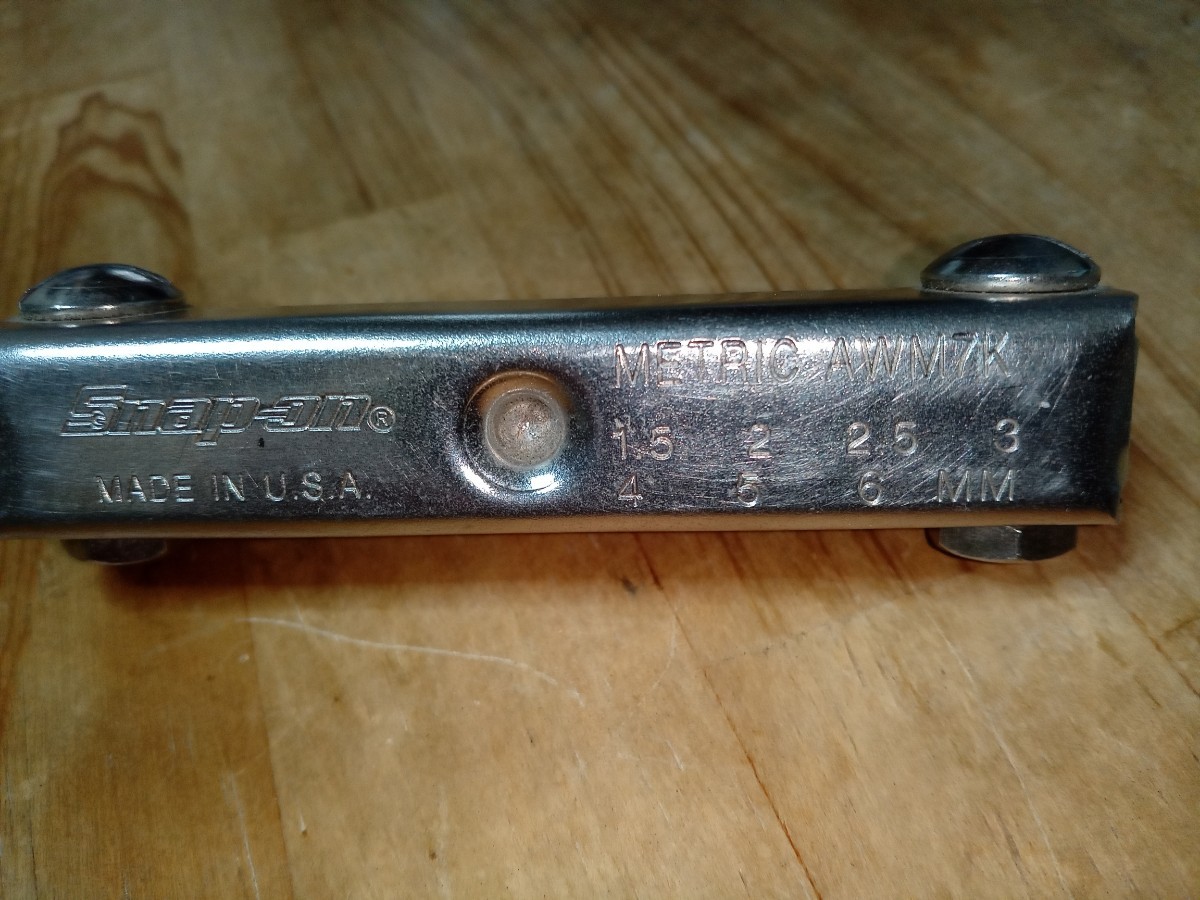 Snap-on®
MADE IN U.S.A.
METRIC AWM7K
1.5 2 2.5 3
4 5 6 MM